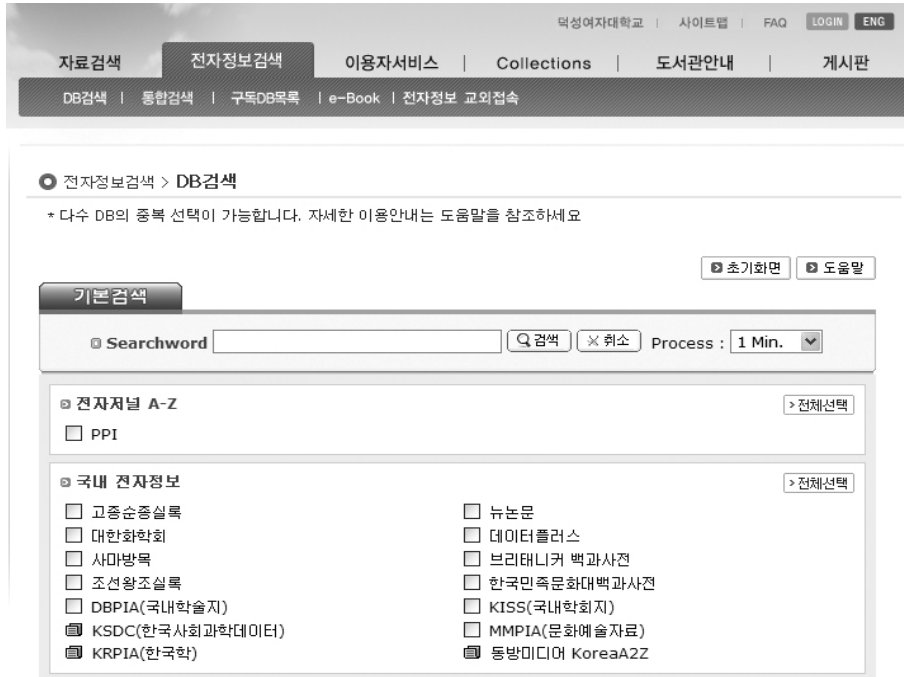 덕성여자대학교 | 사이트맵 | FAQ LOGIN ENG
자료검색 전자정보검색 이용자서비스 | Collections | 도서관안내 | 게시판
DB검색 | 통합검색 | 구독DB목록 | e-Book | 전자정보 교외접속
전자정보검색 > DB검색
* 다수 DB의 중복 선택이 가능합니다. 자세한 이용안내는 도움말을 참조하세요
초기화면 도움말
기본검색
Searchword 검색 취소 Process : 1 Min.
전자저널 A-Z >전체선택
PPI
국내 전자정보 >전체선택
고종순종실록 뉴논문
대한화학회 데이터플러스
사마방목 브리태니커 백과사전
조선왕조실록 한국민족문화대백과사전
DBPIA(국내학술지) KISS(국내학회지)
KSDC(한국사회과학데이터) MMPIA(문화예술자료)
KRPIA(한국학) 동방미디어 KoreaA2Z